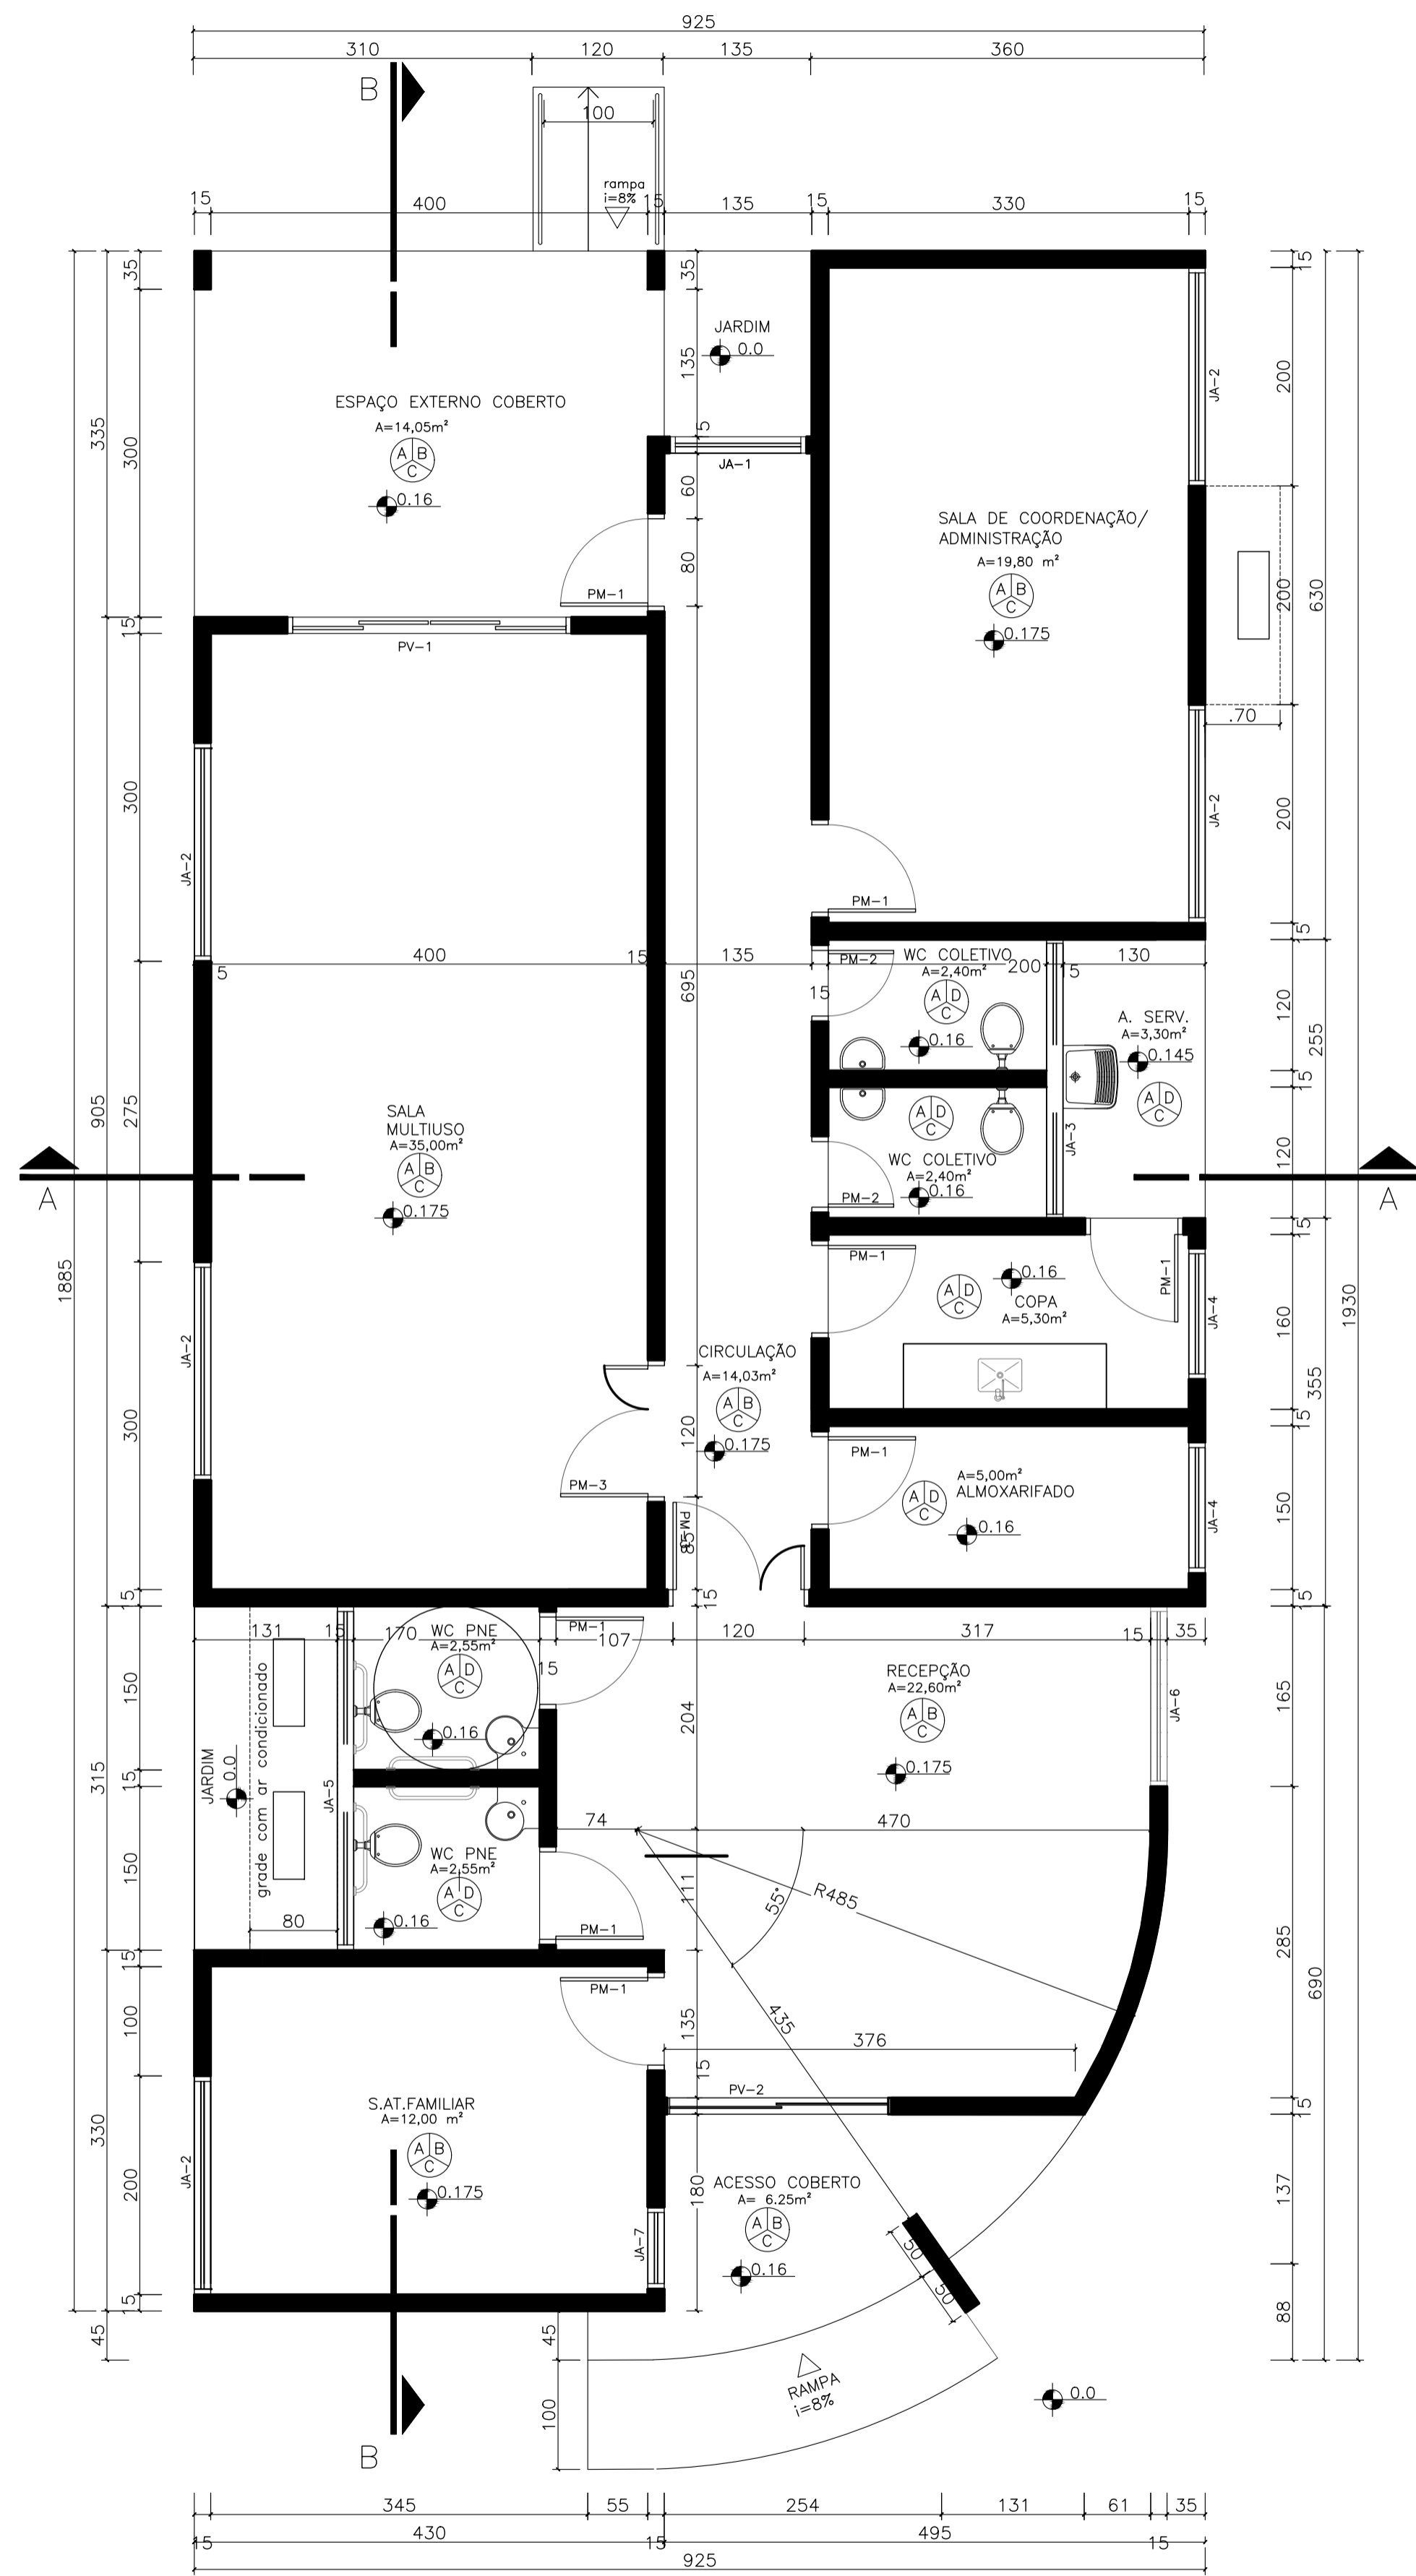 925
310 120 135 360
B
100
rampa
i=8%
15 400 15 135 15 330 15
35 35 15
JARDIM
0.0
135
200
JA-2
ESPAÇO EXTERNO COBERTO
A=14,05m²
A B
C
0.16
335 300
15
JA-1
60
SALA DE COORDENAÇÃO/
ADMINISTRAÇÃO
A=19,80 m²
A B
C
0.175
80
200 630
PM-1
15
PV-1
.70
300
JA-2
200
JA-2
PM-1
15
5 400 15 135 200 15 130
695
PM-2
WC COLETIVO
A=2,40m²
15
A D
C
0.16
A. SERV.
A=3,30m²
0.145
A D
C
120 255
15
905 275
SALA
MULTIUSO
A=35,00m²
A B
C
0.175
A D
C
WC COLETIVO
A=2,40m²
0.16
PM-2
JA-3
120
A A
15
1885
PM-1
0.16
A D
C
COPA
A=5,30m²
PM-1
JA-4
160
1930
JA-2
300
CIRCULAÇÃO
A=14,03m²
A B
C
0.175
120
355
15
PM-1
A=5,00m²
ALMOXARIFADO
A D
C
0.16
JA-4
150
PM-3
85
15 15 15
131 15 170 107 120 317 15 35
PM-1
WC PNE
A=2,55m²
A D
C
15
0.16
150
grade com ar condicionado
204
RECEPÇÃO
A=22,60m²
A B
C
0.175
JA-6
165
315
15
JARDIM
0.0
JA-5
74 470
150
WC PNE
A=2,55m²
A D
C
0.16
80
111
55°
R485
PM-1
285
690
15
PM-1
100
135
435
376
15
PV-2
15
330
S.AT.FAMILIAR
A=12,00 m²
A B
C
0.175
JA-2
200
JA-7
180
ACESSO COBERTO
A= 6.25m²
A B
C
0.16
50
50
137
15
45 45
88
RAMPA
i=8%
0.0
100
B
345 55 254 131 61 35
15 430 15 495 15
925